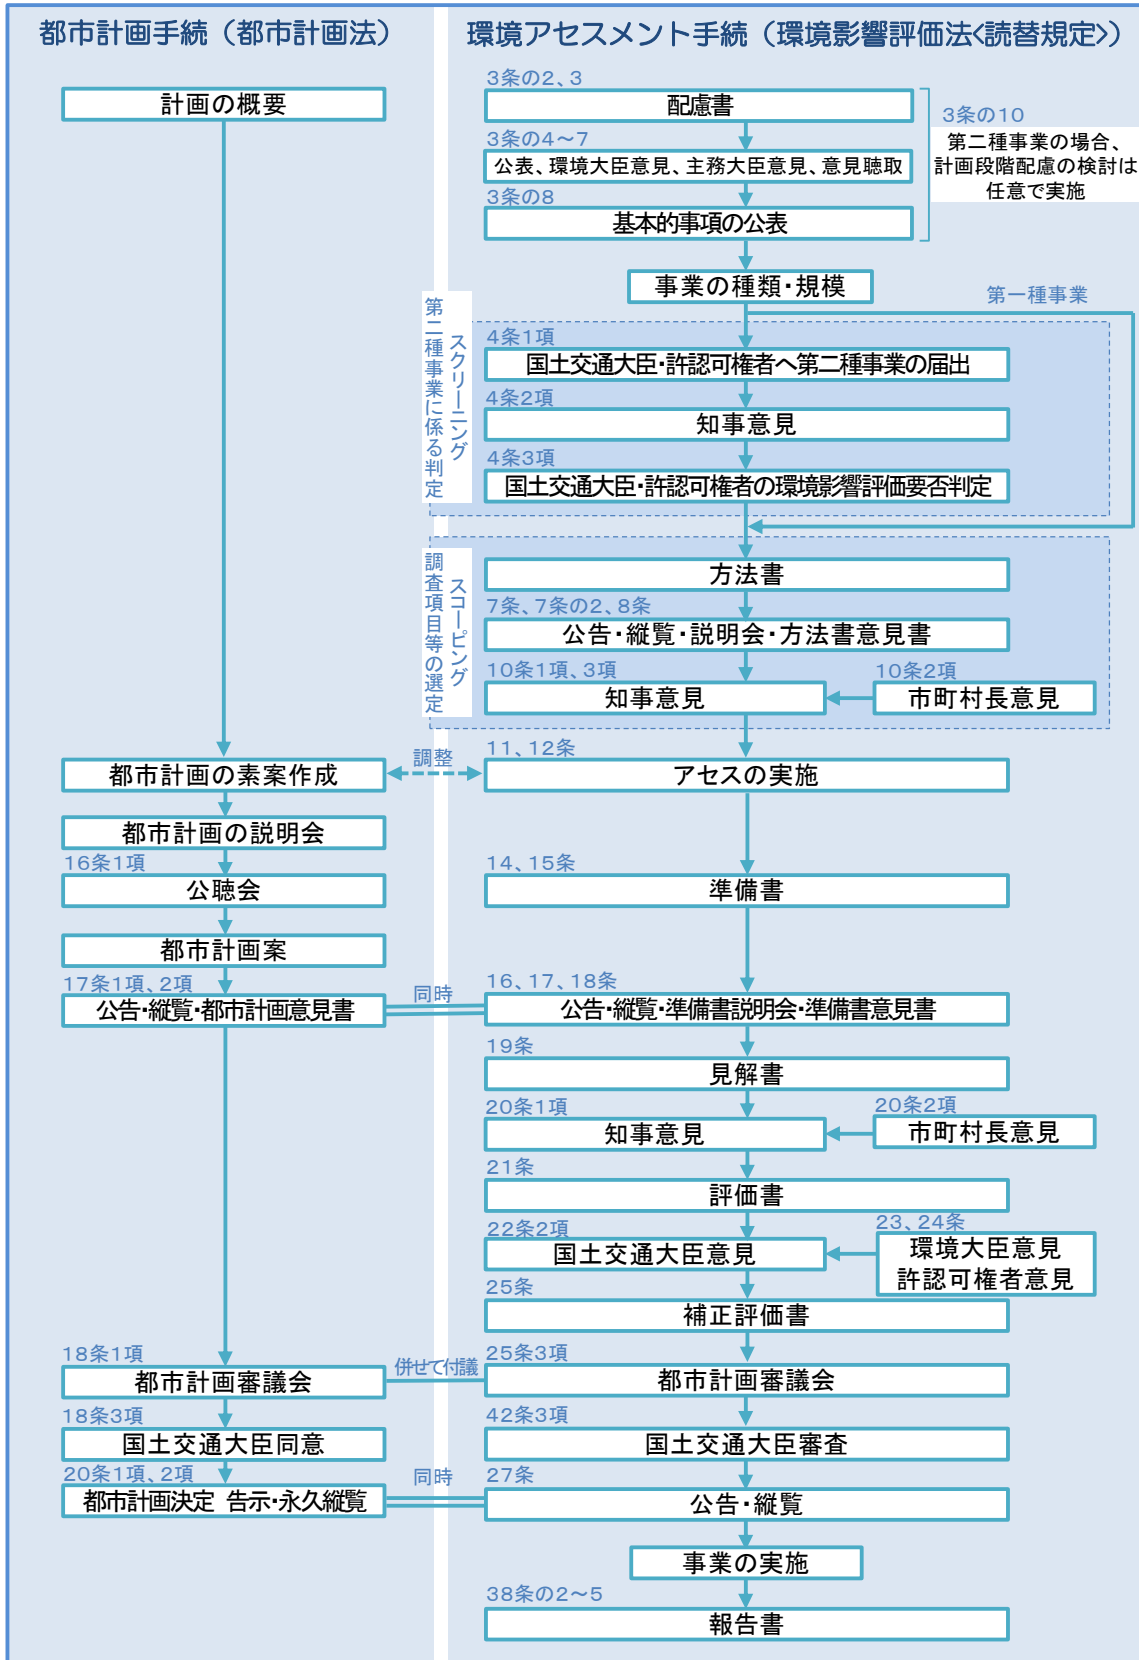 都市計画手続（都市計画法）
計画の概要
都市計画の素案作成
都市計画の説明会
16条1項
公聴会
都市計画案
17条1項、2項
公告・縦覧・都市計画意見書
18条1項
都市計画審議会
18条3項
国土交通大臣同意
20条1項、2項
都市計画決定 告示・永久縦覧
調整
同時
併せて付議
同時
環境アセスメント手続（環境影響評価法<読替規定>）
3条の2、3
配慮書
3条の4～7
公表、環境大臣意見、主務大臣意見、意見聴取
3条の8
基本的事項の公表
3条の10
第二種事業の場合、
計画段階配慮の検討は
任意で実施
事業の種類・規模
第一種事業
スクリーニング
第二種事業に係る判定
4条1項
国土交通大臣・許認可権者へ第二種事業の届出
4条2項
知事意見
4条3項
国土交通大臣・許認可権者の環境影響評価要否判定
スコーピング
調査項目等の選定
方法書
7条、7条の2、8条
公告・縦覧・説明会・方法書意見書
10条1項、3項
知事意見
10条2項
市町村長意見
11、12条
アセスの実施
14、15条
準備書
16、17、18条
公告・縦覧・準備書説明会・準備書意見書
19条
見解書
20条1項
知事意見
20条2項
市町村長意見
21条
評価書
22条2項
国土交通大臣意見
23、24条
環境大臣意見
許認可権者意見
25条
補正評価書
25条3項
都市計画審議会
42条3項
国土交通大臣審査
27条
公告・縦覧
事業の実施
38条の2～5
報告書